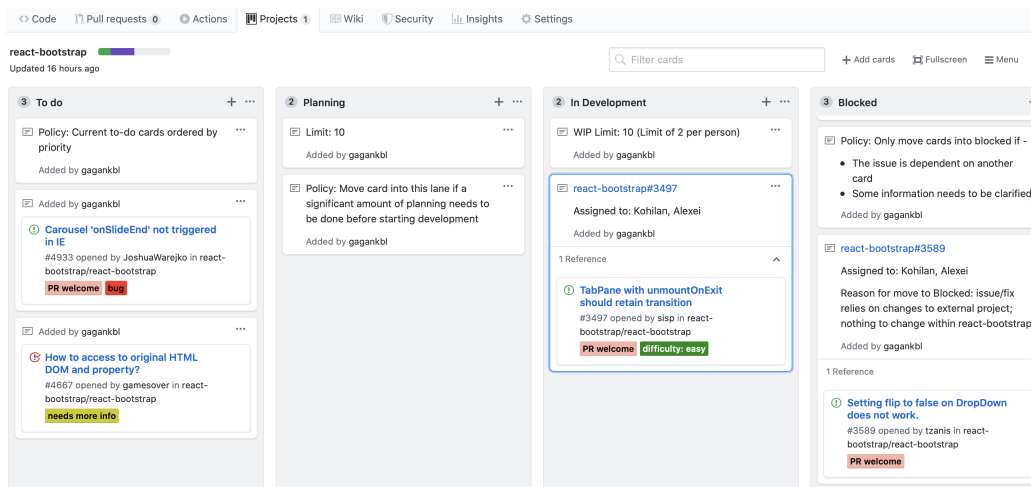 Code Pull requests 0 Actions Projects 1 Wiki Security Insights Settings
react-bootstrap
Updated 16 hours ago
Filter cards
Add cards Fullscreen Menu
3 To do
Policy: Current to-do cards ordered by
priority
Added by gagankbl
Added by gagankbl
Carousel 'onSlideEnd' not triggered
in IE
#4933 opened by JoshuaWarejko in react-
bootstrap/react-bootstrap
PR welcome bug
Added by gagankbl
How to access to original HTML
DOM and property?
#4667 opened by gamesover in react-
bootstrap/react-bootstrap
needs more info
2 Planning
Limit: 10
Added by gagankbl
Policy: Move card into this lane if a
significant amount of planning needs to
be done before starting development
Added by gagankbl
2 In Development
WIP Limit: 10 (Limit of 2 per person)
Added by gagankbl
react-bootstrap#3497
Assigned to: Kohilan, Alexei
Added by gagankbl
1 Reference
TabPane with unmountOnExit
should retain transition
#3497 opened by sisp in react-
bootstrap/react-bootstrap
PR welcome difficulty: easy
3 Blocked
Policy: Only move cards into blocked if -
• The issue is dependent on another
card
• Some information needs to be clarified
Added by gagankbl
react-bootstrap#3589
Assigned to: Kohilan, Alexei
Reason for move to Blocked: issue/fix
relies on changes to external project;
nothing to change within react-bootstrap
Added by gagankbl
1 Reference
Setting flip to false on DropDown
does not work.
#3589 opened by tzanis in react-
bootstrap/react-bootstrap
PR welcome